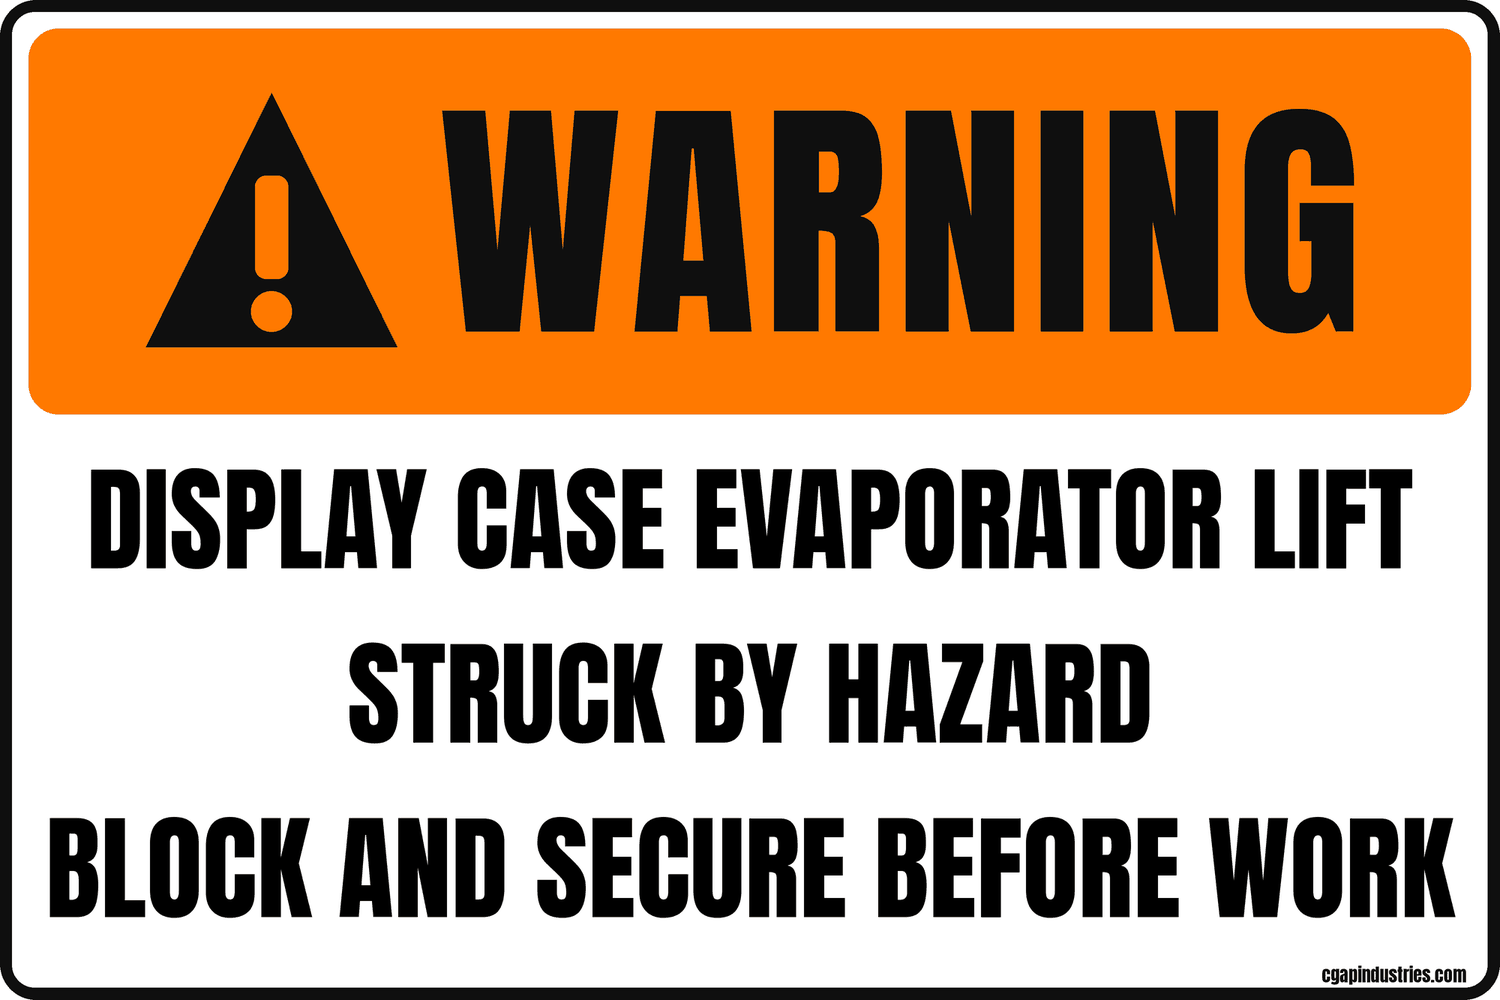 WARNING
DISPLAY CASE EVAPORATOR LIFT
STRUCK BY HAZARD
BLOCK AND SECURE BEFORE WORK
cgapindustries.com